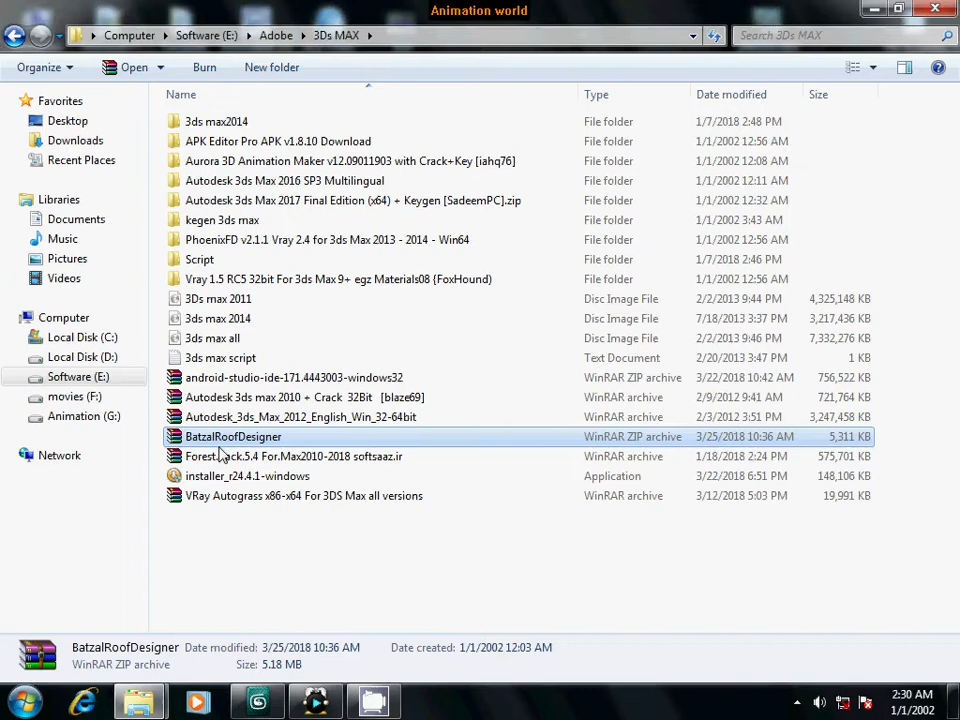 Animation world
Computer Software (E:) Adobe 3Ds MAX
Search 3Ds MAX
Organize Open Burn New folder
Name Type Date modified Size
Favorites
Desktop
Downloads
Recent Places
Libraries
Documents
Music
Pictures
Videos
Computer
Local Disk (C:)
Local Disk (D:)
Software (E:)
movies (F:)
Animation (G:)
Network
3ds max2014 File folder 1/7/2018 2:48 PM
APK Editor Pro APK v1.8.10 Download File folder 1/1/2002 12:56 AM
Aurora 3D Animation Maker v12.09011903 with Crack+Key [iahq76] File folder 1/1/2002 12:08 AM
Autodesk 3ds Max 2016 SP3 Multilingual File folder 1/1/2002 12:11 AM
Autodesk 3ds Max 2017 Final Edition (x64) + Keygen [SadeemPC].zip File folder 1/1/2002 12:32 AM
kegen 3ds max File folder 1/1/2002 3:43 AM
PhoenixFD v2.1.1 Vray 2.4 for 3ds Max 2013 - 2014 - Win64 File folder 1/1/2002 12:56 AM
Script File folder 1/7/2018 2:46 PM
Vray 1.5 RC5 32bit For 3ds Max 9+ egz Materials08 {FoxHound) File folder 1/1/2002 12:56 AM
3Ds max 2011 Disc Image File 2/2/2013 9:44 PM 4,325,148 KB
3ds max 2014 Disc Image File 7/18/2013 3:37 PM 3,217,436 KB
3ds max all Disc Image File 2/2/2013 9:46 PM 7,332,276 KB
3ds max script Text Document 2/20/2013 3:47 PM 1 KB
android-studio-ide-171.4443003-windows32 WinRAR ZIP archive 3/22/2018 10:42 AM 756,522 KB
Autodesk 3ds max 2010 + Crack 32Bit [blaze69] WinRAR archive 2/9/2012 9:41 AM 721,764 KB
Autodesk_3ds_Max_2012_English_Win_32-64bit WinRAR archive 2/3/2012 3:51 PM 3,247,458 KB
BatzalRoofDesigner WinRAR ZIP archive 3/25/2018 10:36 AM 5,311 KB
For.Max2010-2018 softsaaz.ir WinRAR archive 1/18/2018 2:24 PM 575,701 KB
installer_r24.4.1-windows Application 3/22/2018 6:51 PM 148,106 KB
VRay Autograss x86-x64 For 3DS Max all versions WinRAR archive 3/12/2018 5:03 PM 19,991 KB
BatzalRoofDesigner Date modified: 3/25/2018 10:36 AM Date created: 1/1/2002 12:03 AM
WinRAR ZIP archive Size: 5.18 MB
2:30 AM
1/1/2002